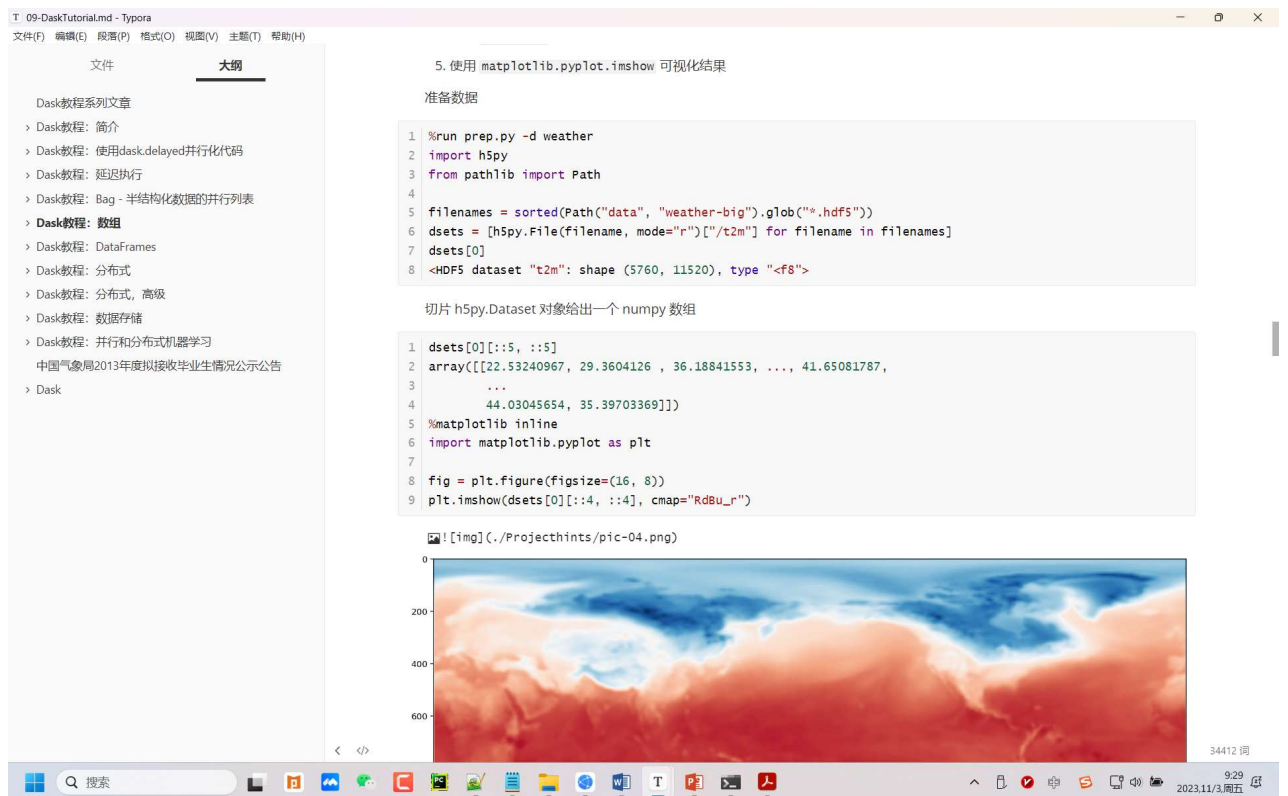 T 09-DaskTutorial.md - Typora
文件(F) 编辑(E) 段落(P) 格式(O) 视图(V) 主题(T) 帮助(H)
文件 大纲
Dask教程系列文章
Dask教程：简介
Dask教程：使用dask.delayed并行化代码
Dask教程：延迟执行
Dask教程：Bag - 半结构化数据的并行列表
Dask教程：数组
Dask教程：DataFrames
Dask教程：分布式
Dask教程：分布式，高级
Dask教程：数据存储
Dask教程：并行和分布式机器学习
中国气象局2013年度拟接收毕业生情况公示公告
Dask
5. 使用 matplotlib.pyplot.imshow 可视化结果
准备数据
1 %run prep.py -d weather
2 import h5py
3 from pathlib import Path
4
5 filenames = sorted(Path("data", "weather-big").glob("*.hdf5"))
6 dsets = [h5py.File(filename, mode="r")["/t2m"] for filename in filenames]
7 dsets[0]
8 <HDF5 dataset "t2m": shape (5760, 11520), type "<f8">
切片 h5py.Dataset 对象给出一个 numpy 数组
1 dsets[0][::5, ::5]
2 array([[22.53240967, 29.3604126 , 36.18841553, ..., 41.65081787,
3 ...
4 44.03045654, 35.39703369]])
5 %matplotlib inline
6 import matplotlib.pyplot as plt
7
8 fig = plt.figure(figsize=(16, 8))
9 plt.imshow(dsets[0][::4, ::4], cmap="RdBu_r")
![img](./Projecthints/pic-04.png)
0
200
400
600
34412 词
搜索
9:29
2023,11/3,周五